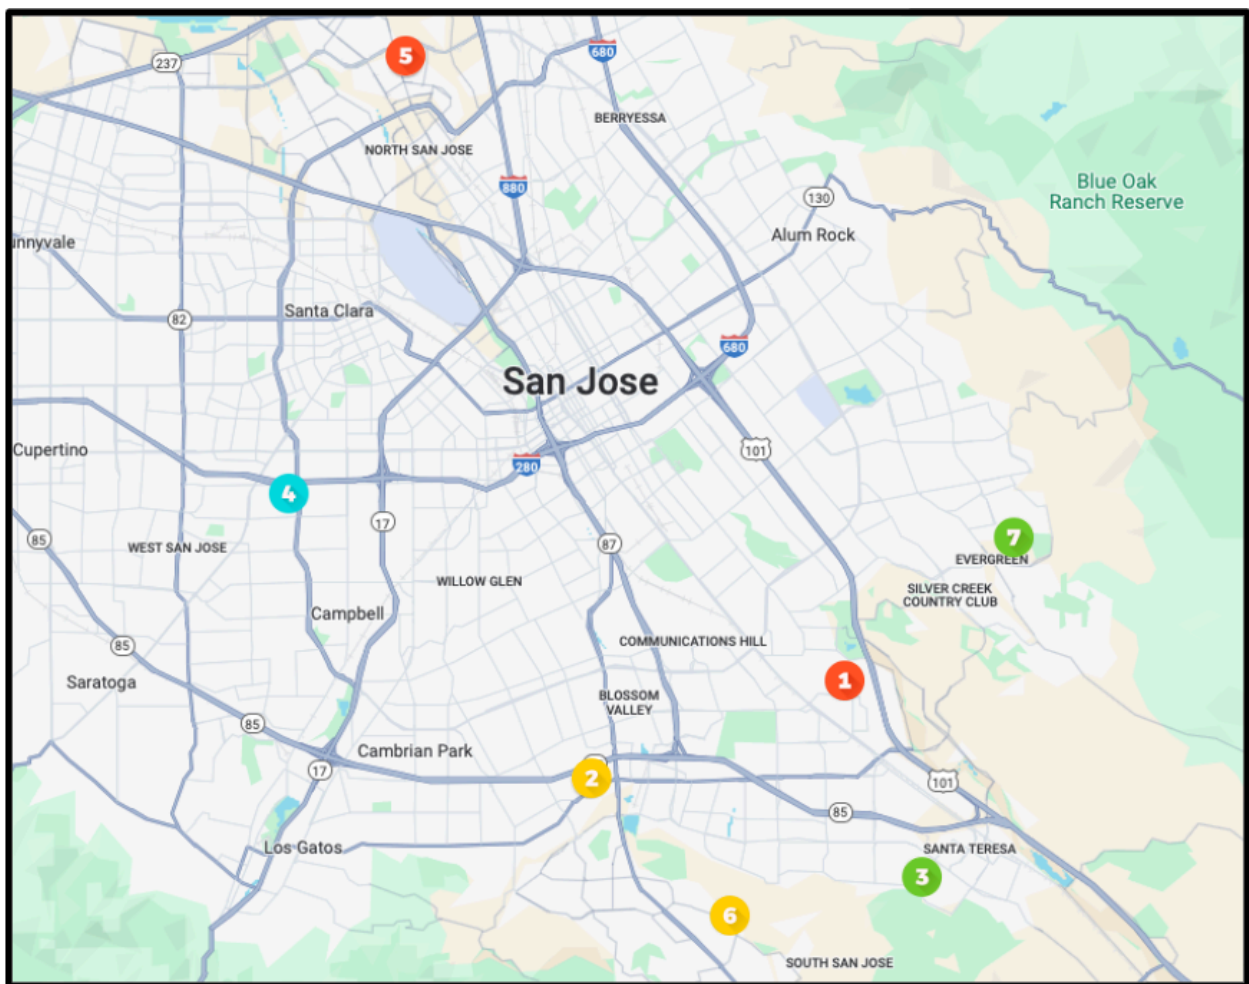 5
680
237
BERRYESSA
NORTH SAN JOSE
880
Blue Oak
Ranch Reserve
130
Alum Rock
unnyvale
Santa Clara
82
680
San Jose
101
Cupertino
280
4
17
7
85
87
WEST SAN JOSE
EVERGREEN
WILLOW GLEN
SILVER CREEK
COUNTRY CLUB
Campbell
COMMUNICATIONS HILL
85
Saratoga
1
BLOSSOM
VALLEY
85
Cambrian Park
17
2
101
85
Los Gatos
SANTA TERESA
3
6
SOUTH SAN JOSE